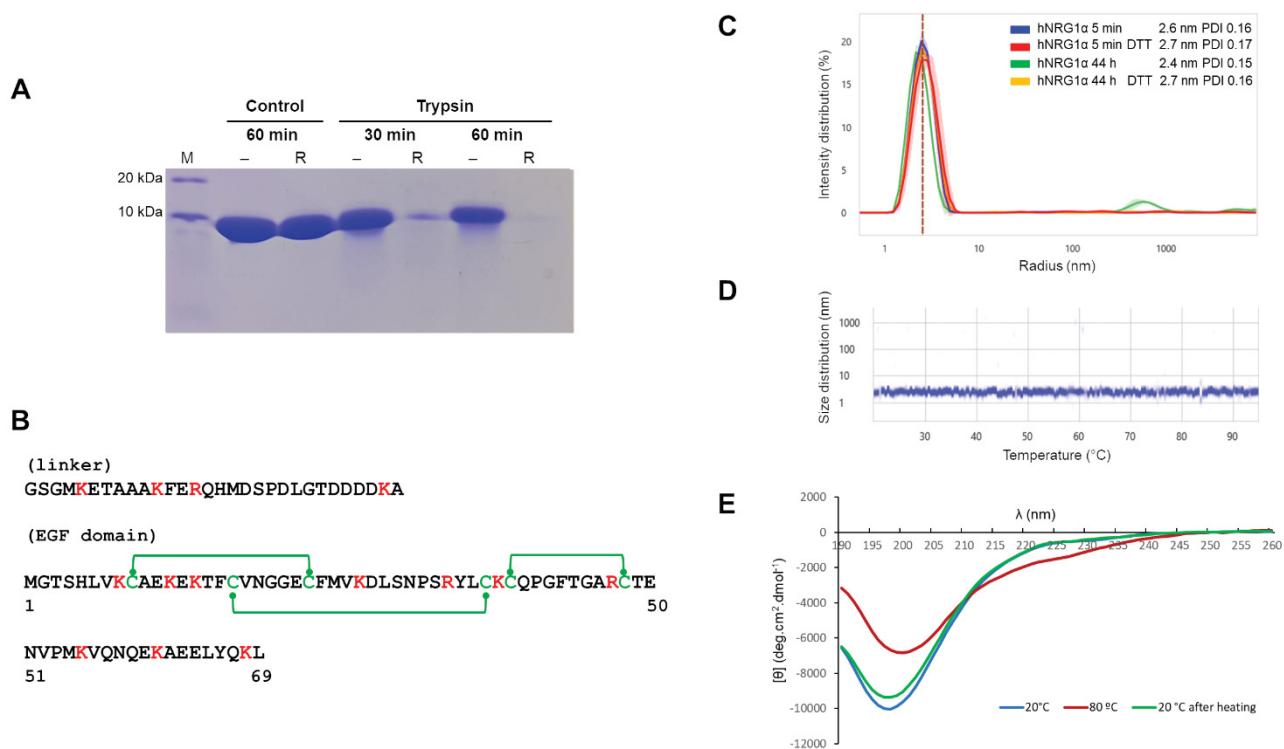 A
Control Trypsin
60 min 30 min 60 min
M – R – R – R
20 kDa
10 kDa
B
(linker)
GSGMKETAAAKFERQHMDSPDLGTDDDDKA
(EGF domain)
MGTSHLVKCAEKEKTFCVNGGECFMVKDLSNPSRYLCKCQPGFTGARCTE
1 50
NVPMKVQNQEKAEELYQKL
51 69
C
hNRG1α 5 min 2.6 nm PDI 0.16
hNRG1α 5 min DTT 2.7 nm PDI 0.17
hNRG1α 44 h 2.4 nm PDI 0.15
hNRG1α 44 h DTT 2.7 nm PDI 0.16
Intensity distribution (%)
20
15
10
5
0
1 10 100 1000
Radius (nm)
D
Size distribution (nm)
1000
100
10
1
30 40 50 60 70 80 90
Temperature (°C)
E
λ (nm)
190 195 200 205 210 215 220 225 230 235 240 245 250 255 260
[θ] (deg.cm².dmol⁻¹)
2000
0
-2000
-4000
-6000
-8000
-10000
-12000
20°C 80 ºC 20 °C after heating